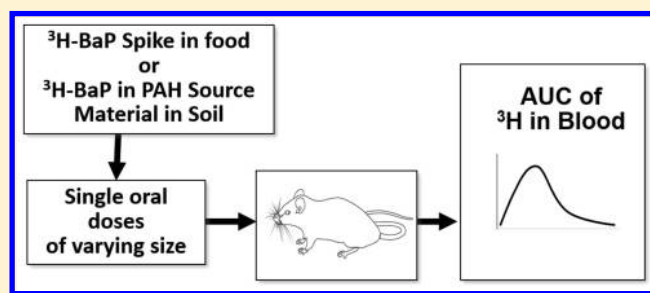 ³H-BaP Spike in food
or
³H-BaP in PAH Source
Material in Soil
Single oral
doses
of varying size
AUC of
³H in Blood